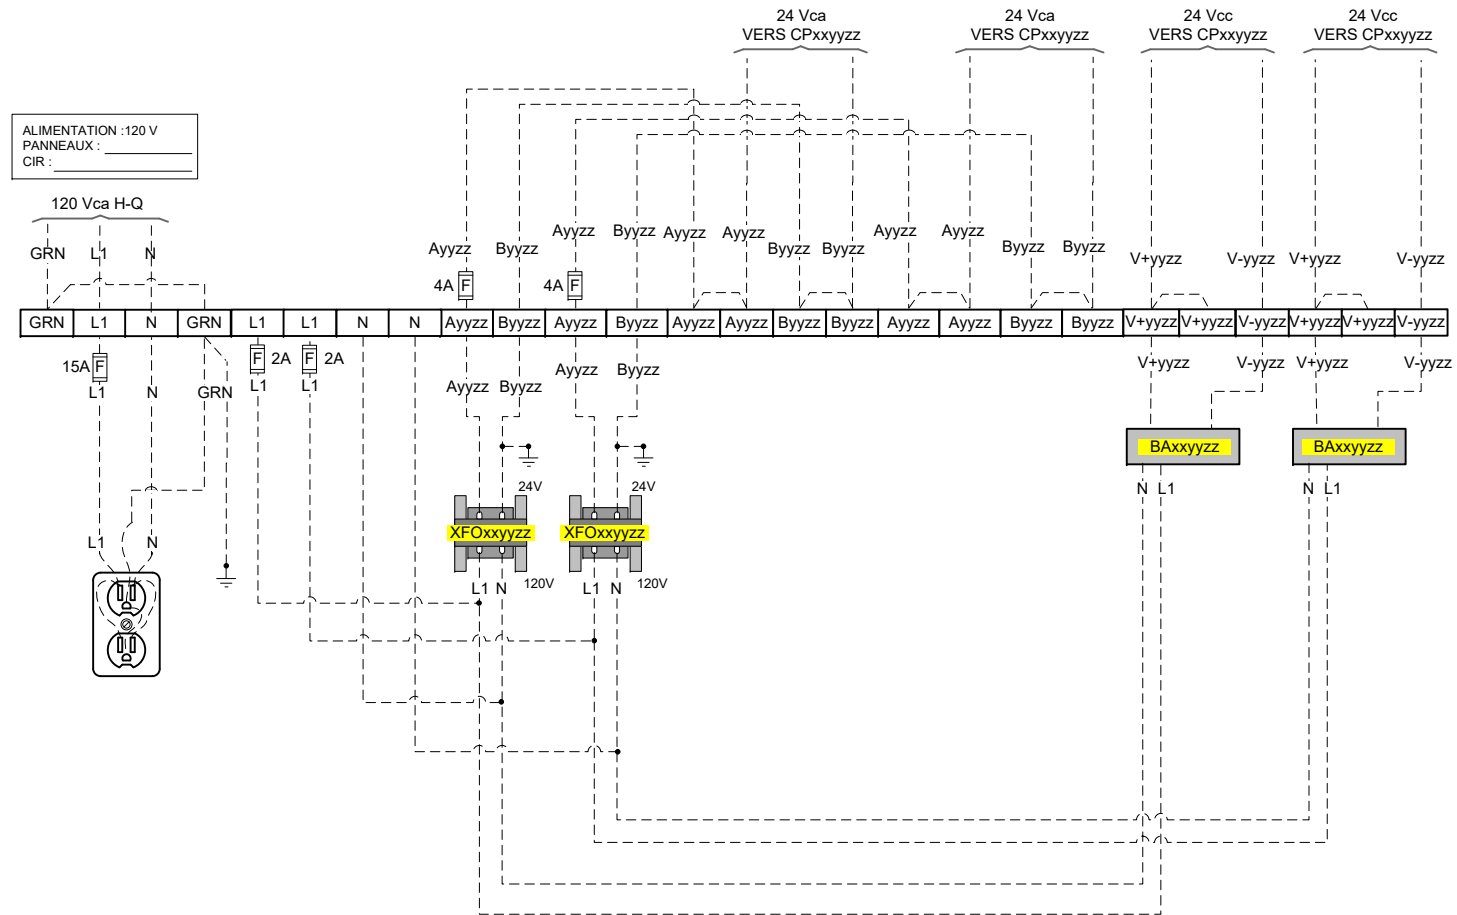 24 Vca
VERS CPxxyyzz
24 Vca
VERS CPxxyyzz
24 Vcc
VERS CPxxyyzz
24 Vcc
VERS CPxxyyzz
ALIMENTATION :120 V
PANNEAUX :
CIR :
120 Vca H-Q
GRN L1 N
Ayyzz Byyzz Ayyzz Byyzz Ayyzz Ayyzz Byyzz Byyzz Ayyzz Ayyzz Byyzz Byyzz V+yyzz V-yyzz V+yyzz V-yyzz
4A F 4A F
GRN L1 N GRN L1 L1 N N Ayyzz Byyzz Ayyzz Byyzz Ayyzz Ayyzz Byyzz Byyzz Ayyzz Ayyzz Byyzz Byyzz V+yyzz V+yyzz V-yyzz V+yyzz V+yyzz V-yyzz
15A F F 2A F 2A
L1 N GRN L1 L1
Ayyzz Byyzz Ayyzz Byyzz V+yyzz V-yyzz V+yyzz V-yyzz
BAxxyyzz BAxxyyzz
N L1 N L1
24V 24V
XFOxxyyzz XFOxxyyzz
120V 120V
L1 N L1 N
L1 N